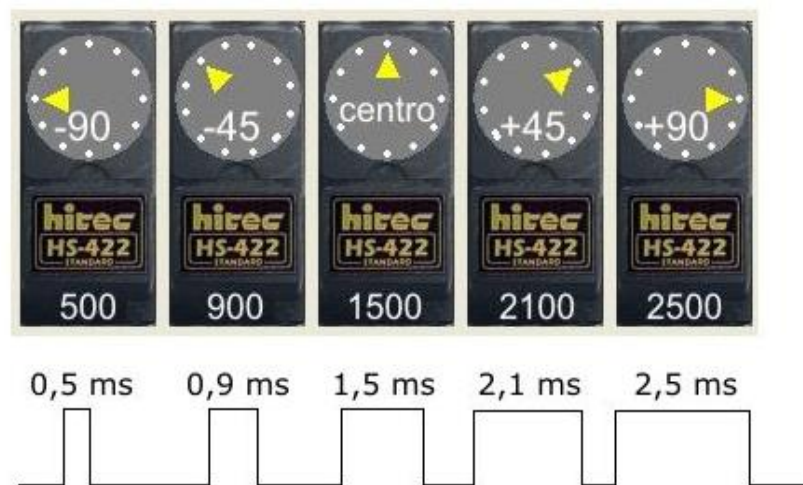 -90 -45 centro +45 +90
hitec hitec hitec hitec hitec
HS-422 HS-422 HS-422 HS-422 HS-422
STANDARD STANDARD STANDARD STANDARD STANDARD
500 900 1500 2100 2500
0,5 ms 0,9 ms 1,5 ms 2,1 ms 2,5 ms